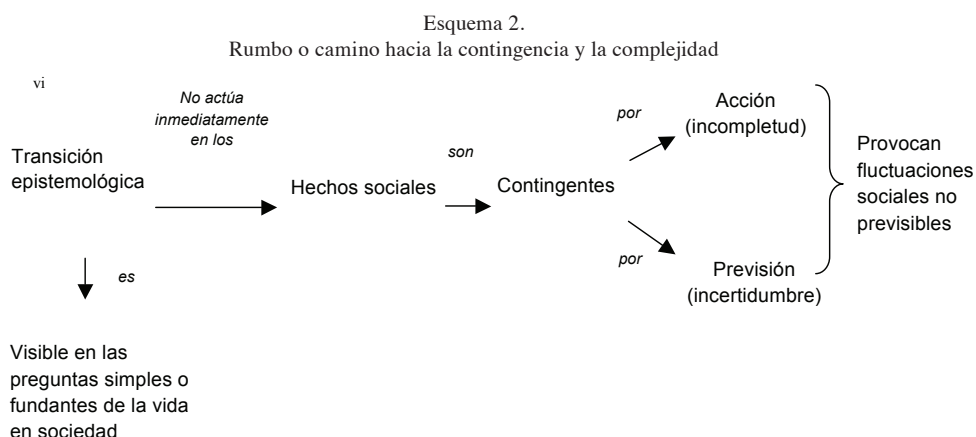 Esquema 2.
Rumbo o camino hacia la contingencia y la complejidad
vi
No actúa
inmediatamente
en los
Transición
epistemológica
Hechos sociales
son
Contingentes
por
Acción
(incompletud)
por
Previsión
(incertidumbre)
Provocan
fluctuaciones
sociales no
previsibles
es
Visible en las
preguntas simples o
fundantes de la vida
en sociedad